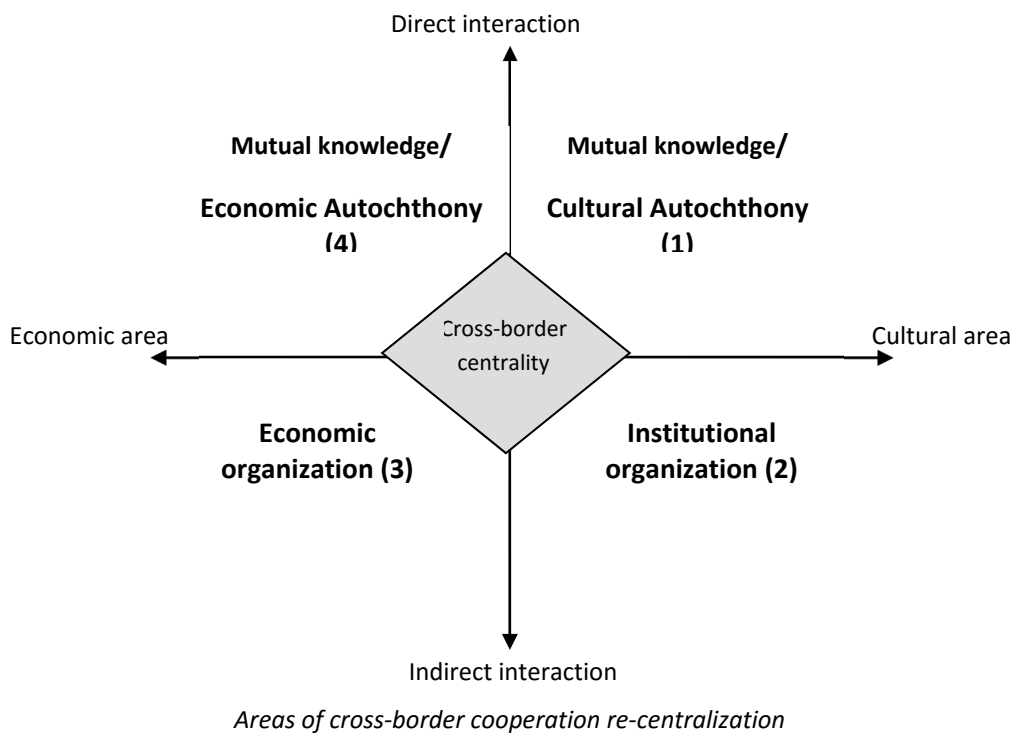 Direct interaction
Mutual knowledge/
Economic Autochthony
(4)
Mutual knowledge/
Cultural Autochthony
(1)
Economic area
Cross-border
centrality
Cultural area
Economic
organization (3)
Institutional
organization (2)
Indirect interaction
Areas of cross-border cooperation re-centralization